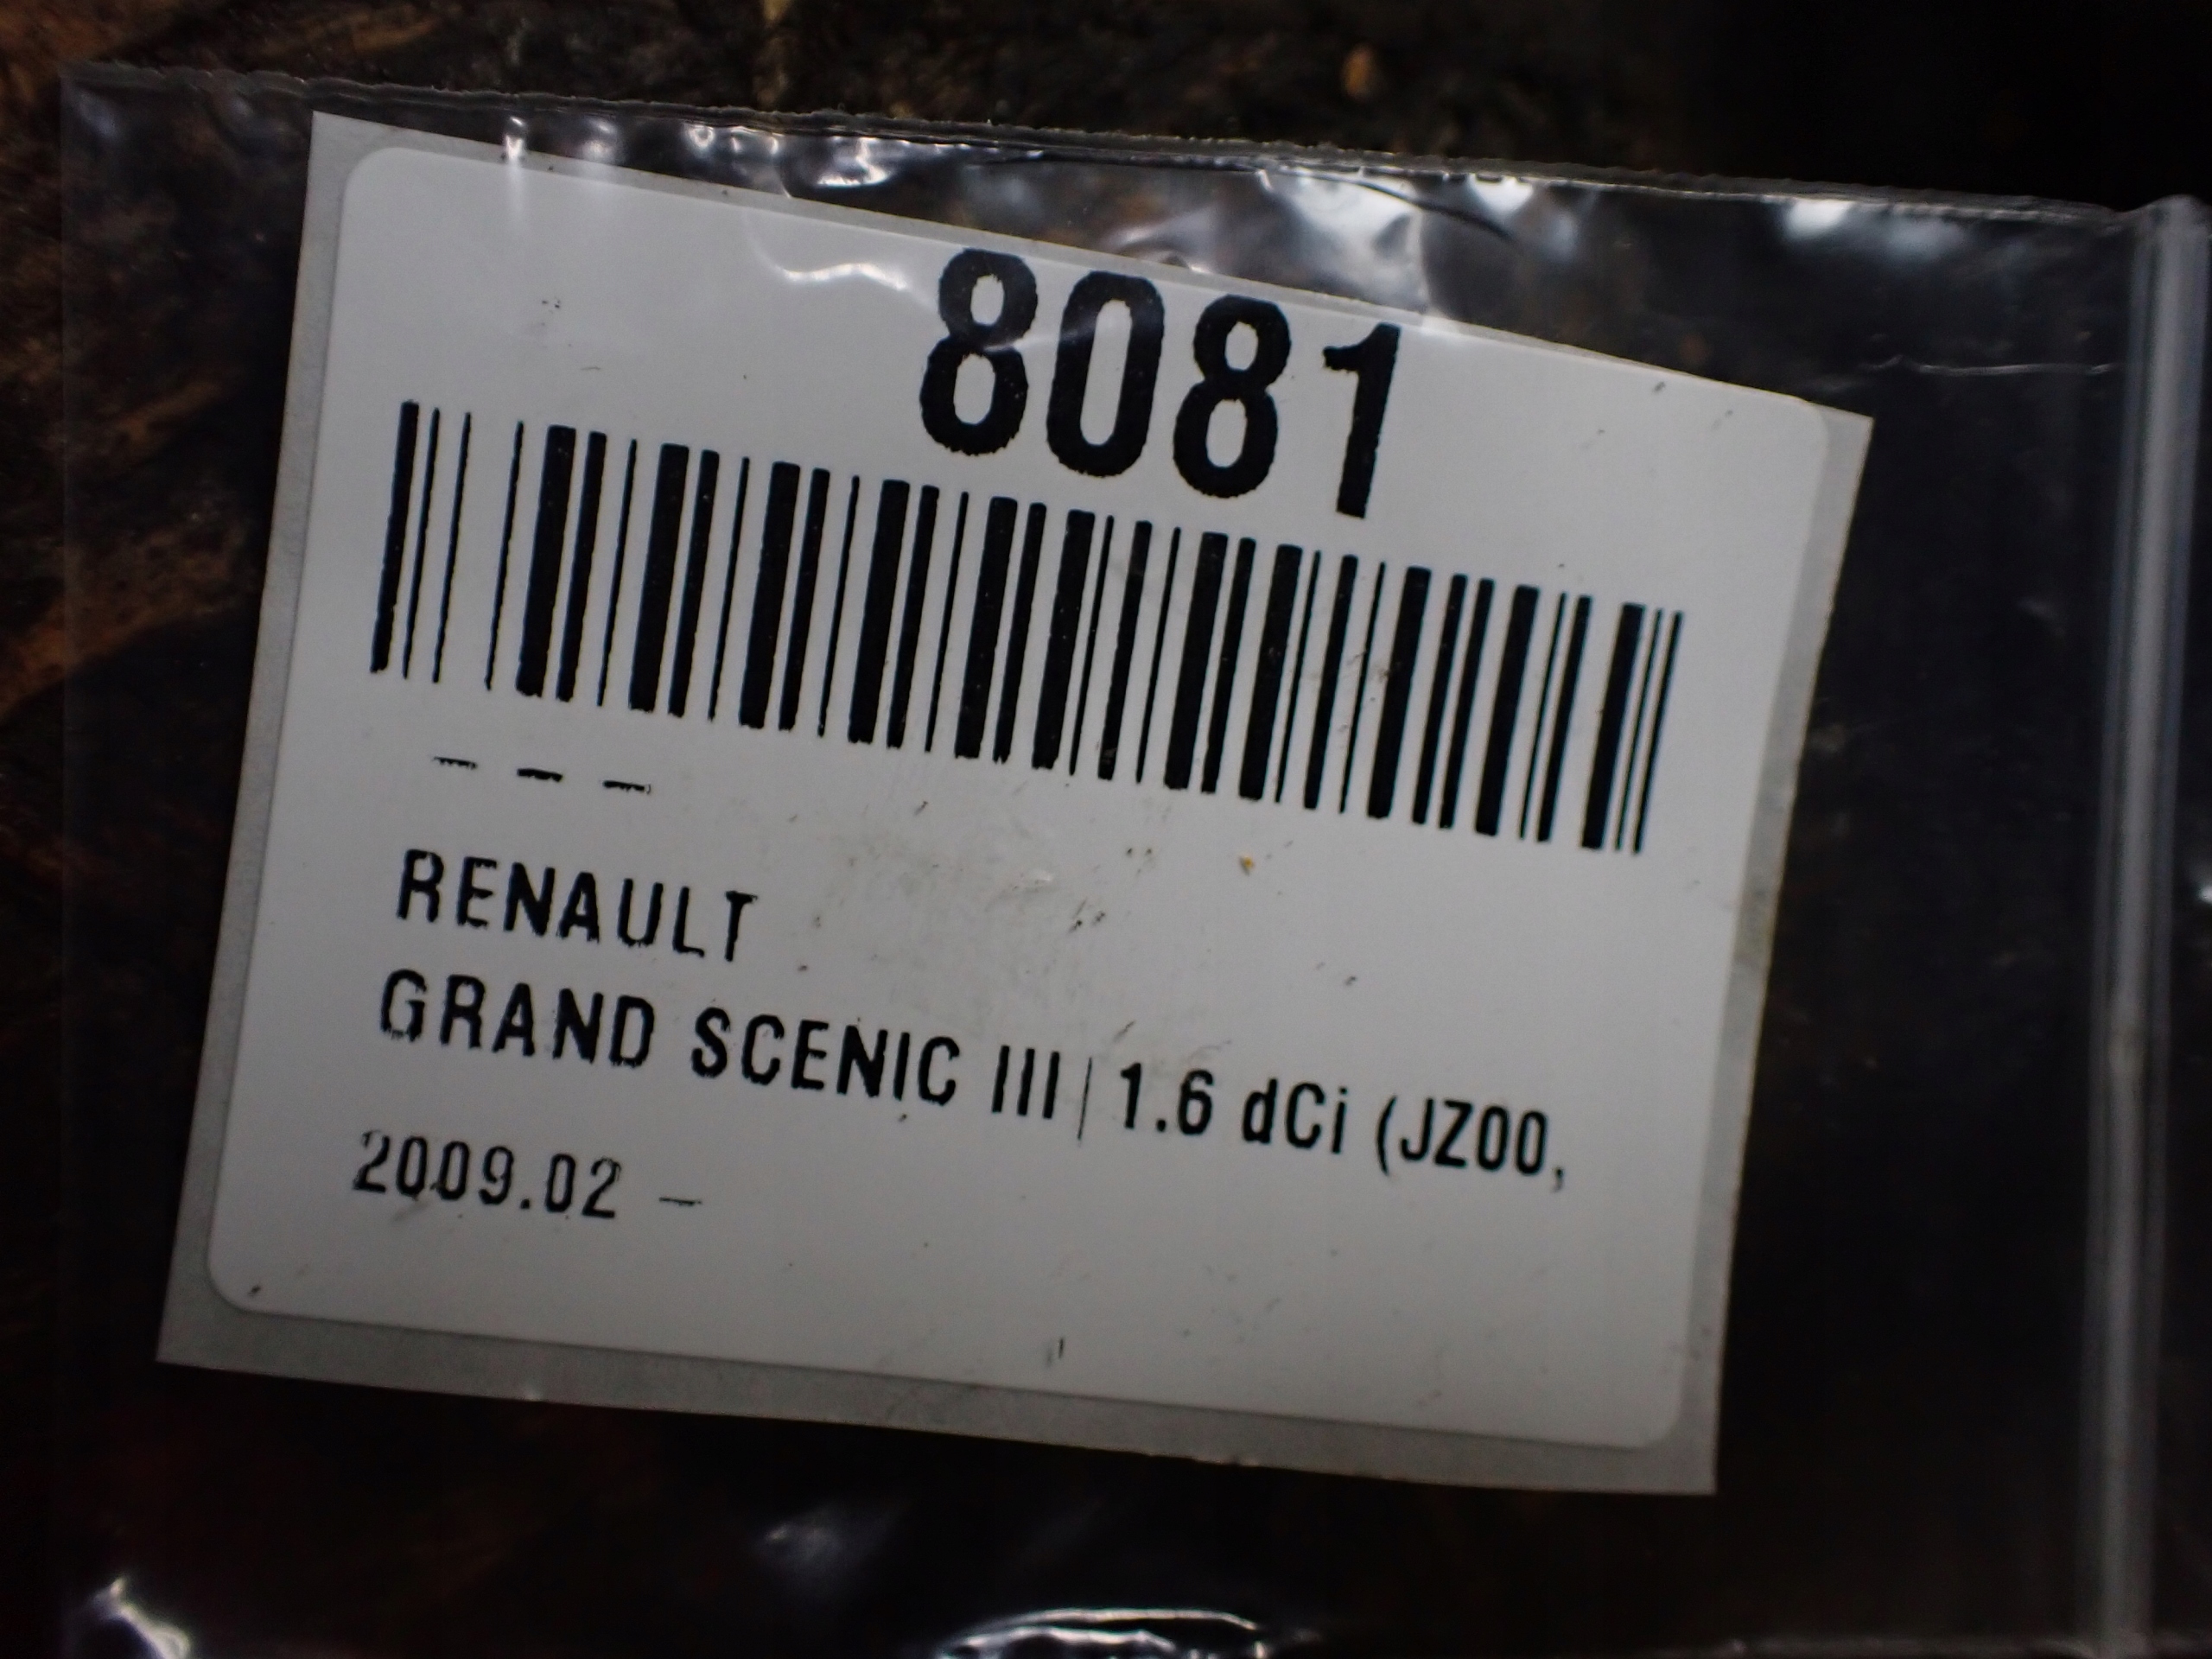 8081
– – –
RENAULT
GRAND SCENIC III | 1.6 dCi (JZ00,
2009.02 –